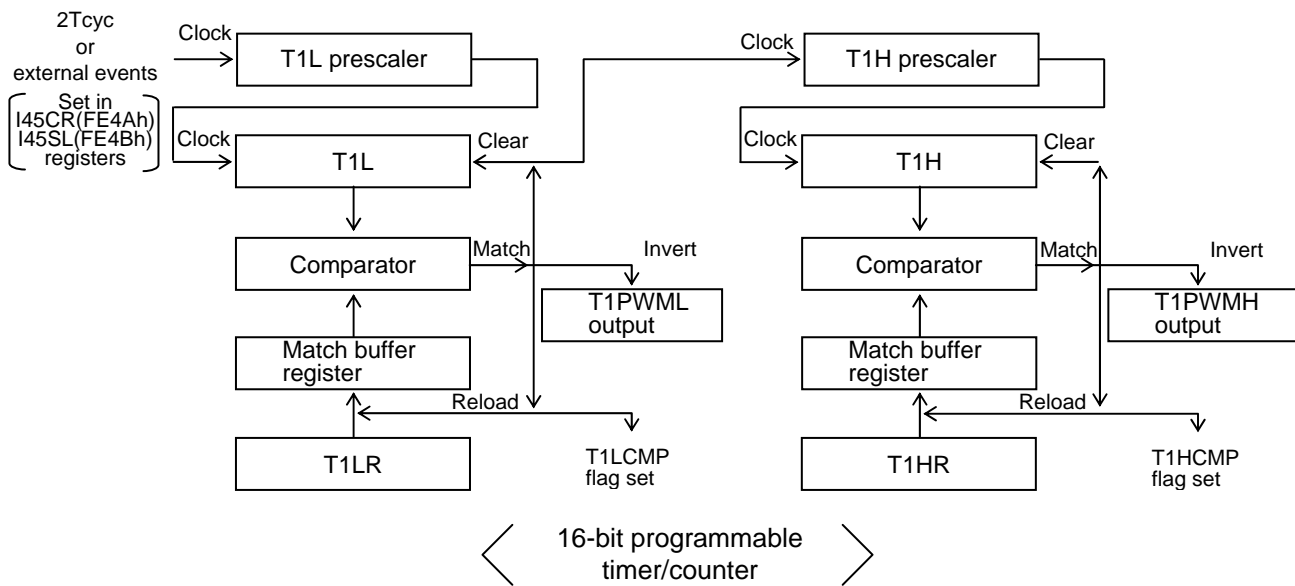 2Tcyc
or
external events
Set in
I45CR(FE4Ah)
I45SL(FE4Bh)
registers
Clock
T1L prescaler
Clock
T1L
Clear
Comparator
Match
Invert
T1PWML
output
Match buffer
register
Reload
T1LR
T1LCMP
flag set
Clock
T1H prescaler
Clock
T1H
Clear
Comparator
Match
Invert
T1PWMH
output
Match buffer
register
Reload
T1HR
T1HCMP
flag set
16-bit programmable
timer/counter